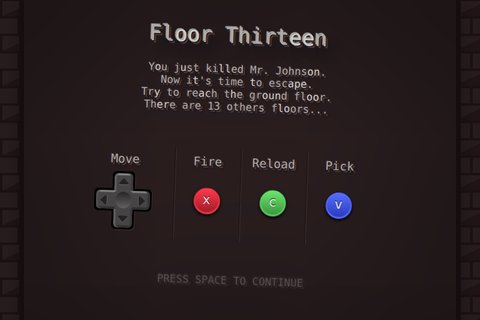 Floor Thirteen
You just killed Mr. Johnson.
Now it's time to escape.
Try to reach the ground floor.
There are 13 others floors...
Move
Fire
Reload
Pick
X
C
V
PRESS SPACE TO CONTINUE